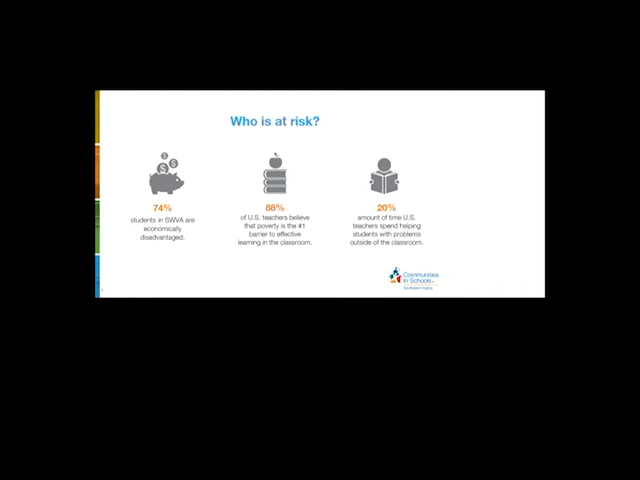 Who is at risk?
74%
students in SWVA are
economically
disadvantaged.
88%
of U.S. teachers believe
that poverty is the #1
barrier to effective
learning in the classroom.
20%
amount of time U.S.
teachers spend helping
students with problems
outside of the classroom.
Communities
In Schools
Southwest Virginia